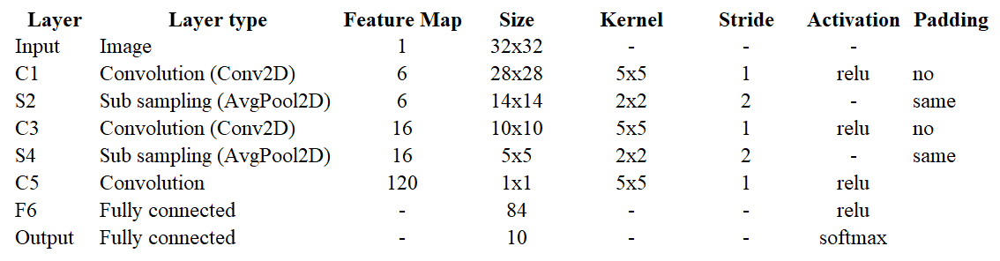 Layer Layer type Feature Map Size Kernel Stride Activation Padding
Input Image 1 32x32 - - -
C1 Convolution (Conv2D) 6 28x28 5x5 1 relu no
S2 Sub sampling (AvgPool2D) 6 14x14 2x2 2 - same
C3 Convolution (Conv2D) 16 10x10 5x5 1 relu no
S4 Sub sampling (AvgPool2D) 16 5x5 2x2 2 - same
C5 Convolution 120 1x1 5x5 1 relu
F6 Fully connected - 84 - - relu
Output Fully connected - 10 - - softmax